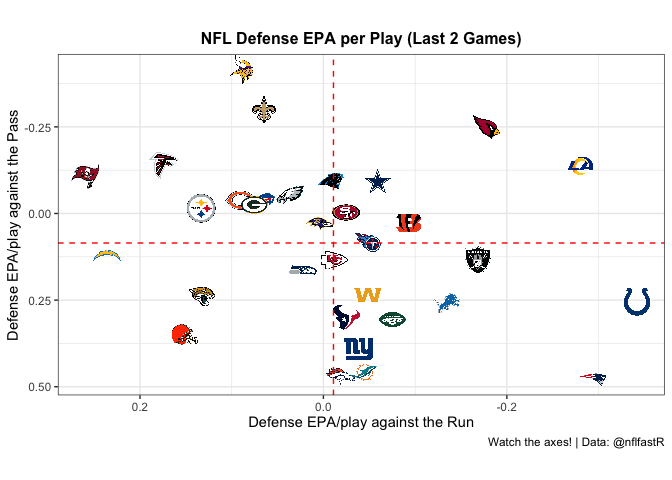 NFL Defense EPA per Play (Last 2 Games)
Defense EPA/play against the Pass
-0.25
0.00
0.25
0.50
0.2
0.0
-0.2
Defense EPA/play against the Run
Watch the axes! | Data: @nflfastR
ny